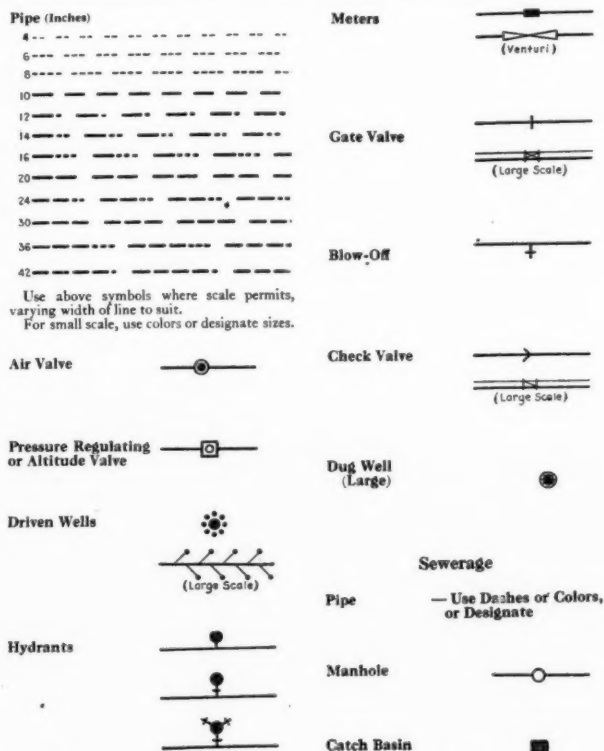 Pipe (Inches)
4
6
8
10
12
14
16
20
24
30
36
42
Use above symbols where scale permits,
varying width of line to suit.
For small scale, use colors or designate sizes.
Air Valve
Pressure Regulating
or Altitude Valve
Driven Wells
(Large Scale)
Hydrants
Meters
(Venturi)
Gate Valve
(Large Scale)
Blow-Off
Check Valve
(Large Scale)
Dug Well
(Large)
Sewerage
Pipe — Use Dashes or Colors,
or Designate
Manhole
Catch Basin